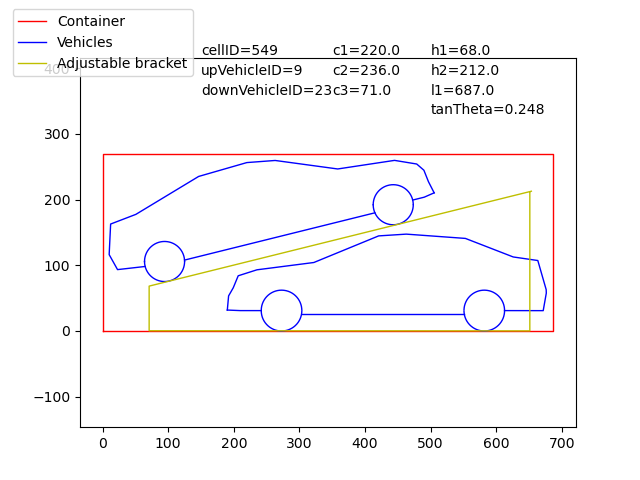 Container
Vehicles
Adjustable bracket
cellID=549
c1=220.0
h1=68.0
upVehicleID=9
c2=236.0
h2=212.0
downVehicleID=23
c3=71.0
l1=687.0
tanTheta=0.248
400
300
200
100
0
−100
0
100
200
300
400
500
600
700